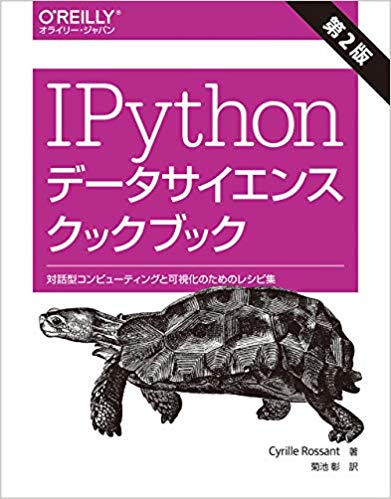 O'REILLY®
オライリー・ジャパン
第2版
IPython
データサイエンス
クックブック
対話型コンピューティングと可視化のためのレシピ集
Cyrille Rossant 著
菊池 彰 訳